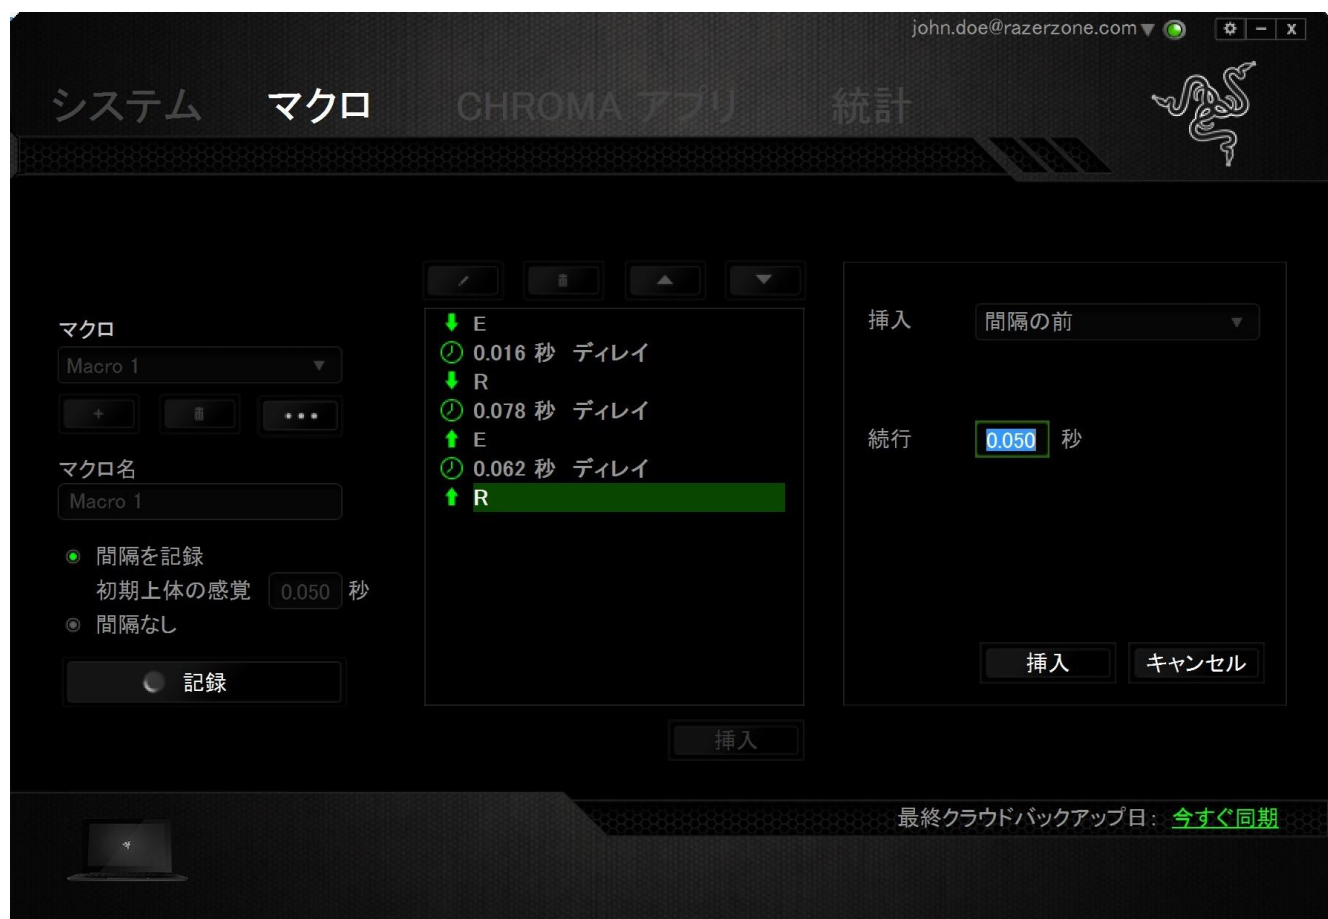 john.doe@razerzone.com
システム マクロ CHROMA アプリ 統計
マクロ
Macro 1
マクロ名
Macro 1
間隔を記録
初期上体の感覚 0.050 秒
間隔なし
記録
E
0.016 秒 ディレイ
R
0.078 秒 ディレイ
E
0.062 秒 ディレイ
R
挿入
挿入 間隔の前
続行 0.050 秒
挿入 キャンセル
最終クラウドバックアップ日: 今すぐ同期